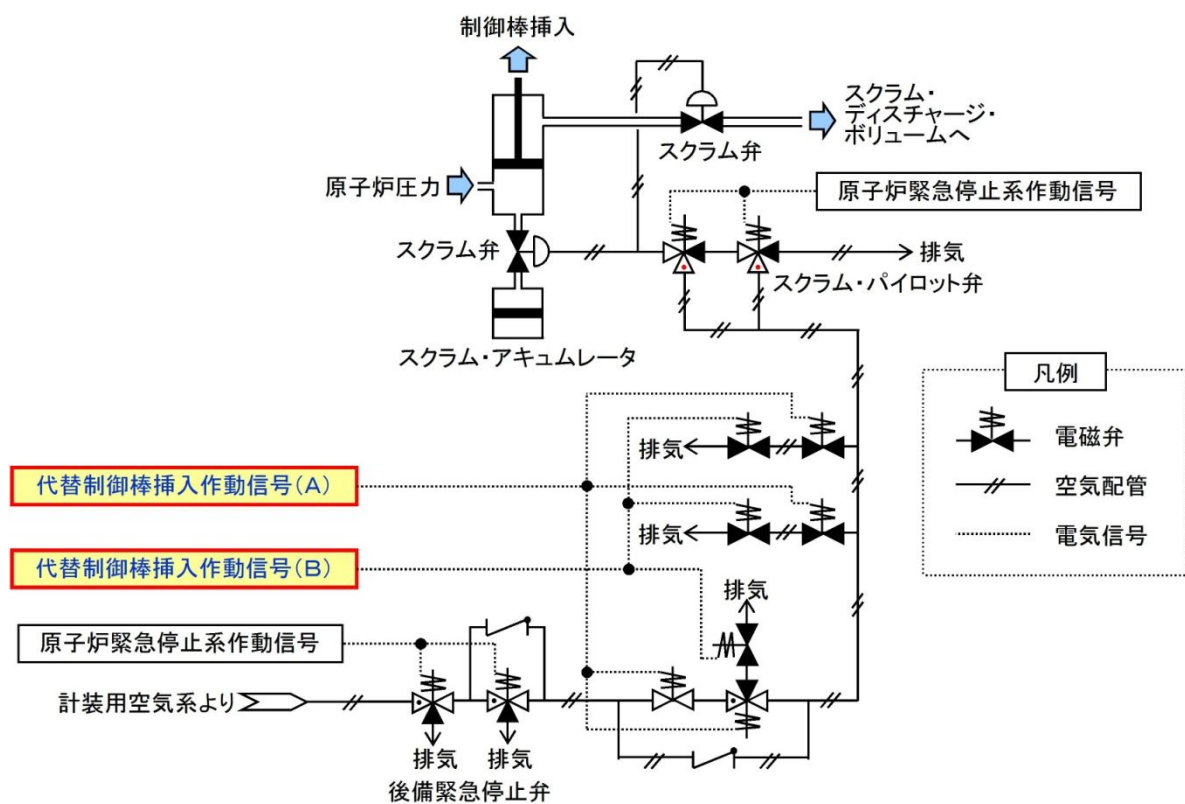 制御棒挿入
スクラム・
ディスチャージ・
ボリュームへ
スクラム弁
原子炉圧力
原子炉緊急停止系作動信号
スクラム弁
排気
スクラム・パイロット弁
スクラム・アキュムレータ
凡例
電磁弁
排気
代替制御棒挿入作動信号(A)
空気配管
排気
電気信号
代替制御棒挿入作動信号(B)
排気
原子炉緊急停止系作動信号
計装用空気系より
排気
排気
後備緊急停止弁